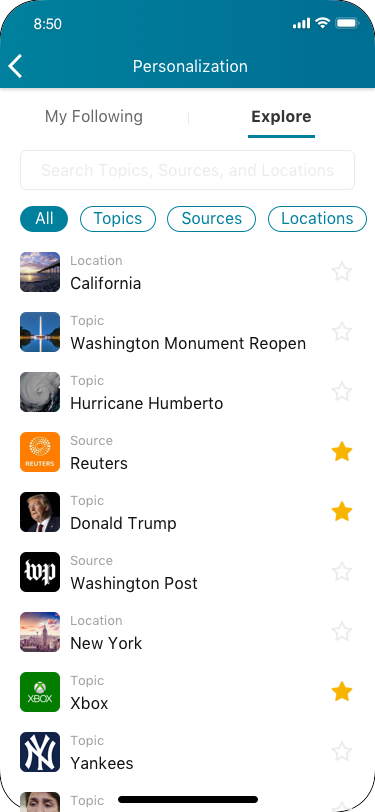 8:50
Personalization
My Following
Explore
Search Topics, Sources, and Locations
All
Topics
Sources
Locations
Location
California
Topic
Washington Monument Reopen
Topic
Hurricane Humberto
REUTERS
Source
Reuters
Topic
Donald Trump
wp
Source
Washington Post
Location
New York
XBOX
Topic
Xbox
NY
Topic
Yankees
Topic